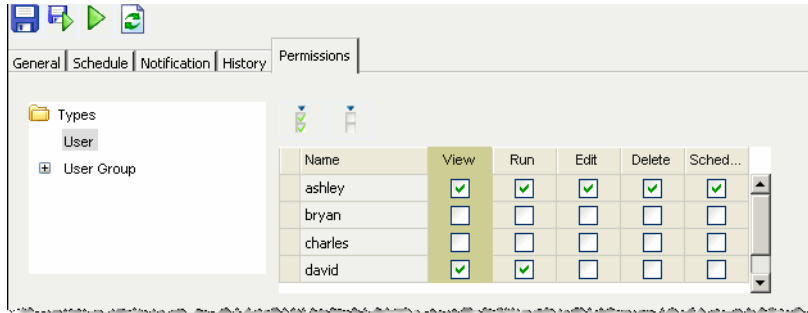 General Schedule Notification History Permissions
Types
User
User Group
Name View Run Edit Delete Sched...
ashley
bryan
charles
david